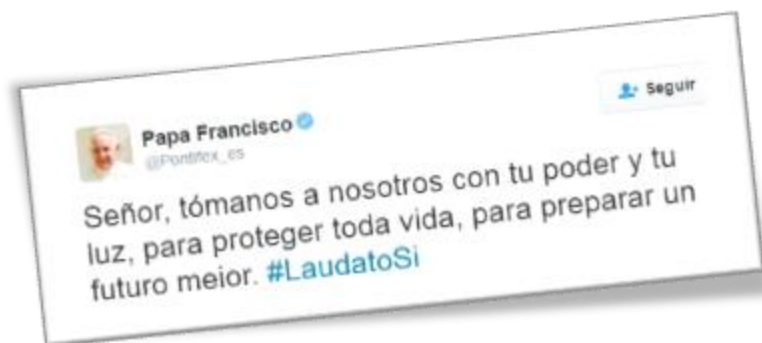 Papa Francisco
@Pontifex_es
Seguir
Señor, tómanos a nosotros con tu poder y tu
luz, para proteger toda vida, para preparar un
futuro mejor. #LaudatoSi